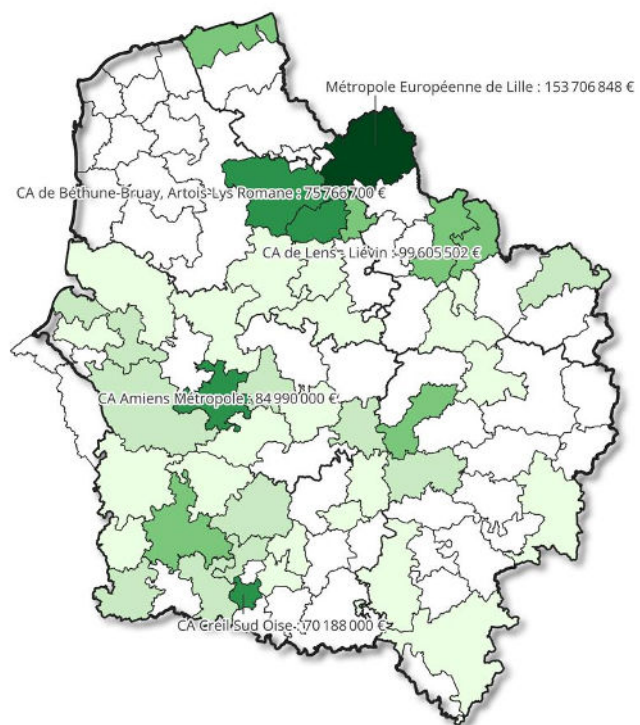 Métropole Européenne de Lille : 153 706 848 €
CA de Béthune-Bruay, Artois-Lys Romane : 75 766 700 €
CA de Lens - Liévin : 99 605 502 €
CA Amiens Métropole : 84 990 000 €
CA Creil Sud Oise : 70 188 000 €